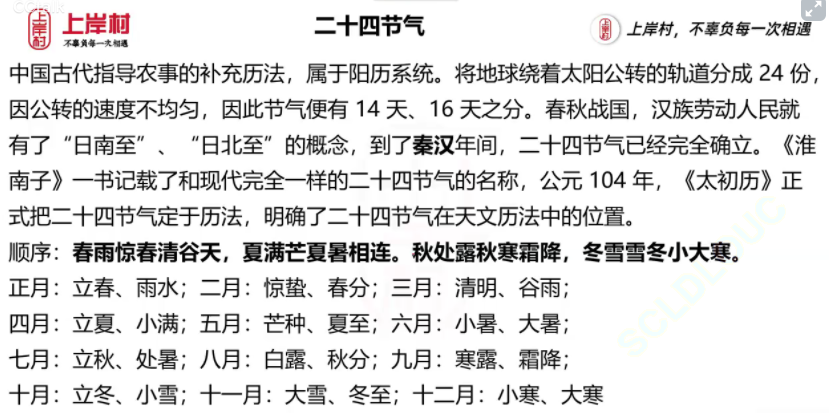 上岸村 上岸村 二十四节气 上岸村,不辜负每一次相遇
不辜负每一次相遇
中国古代指导农事的补充历法,属于阳历系统。将地球绕着太阳公转的轨道分成 24 份,
因公转的速度不均匀,因此节气便有 14 天、16 天之分。春秋战国,汉族劳动人民就
有了“日南至”、“日北至”的概念,到了秦汉年间,二十四节气已经完全确立。《淮
南子》一书记载了和现代完全一样的二十四节气的名称,公元 104 年,《太初历》正
式把二十四节气定于历法,明确了二十四节气在天文历法中的位置。
顺序:春雨惊春清谷天,夏满芒夏暑相连。秋处露秋寒霜降,冬雪雪冬小大寒。
正月:立春、雨水;二月:惊蛰、春分;三月:清明、谷雨;
四月:立夏、小满;五月:芒种、夏至;六月:小暑、大暑;
七月:立秋、处暑;八月:白露、秋分;九月:寒露、霜降;
十月:立冬、小雪;十一月:大雪、冬至;十二月:小寒、大寒